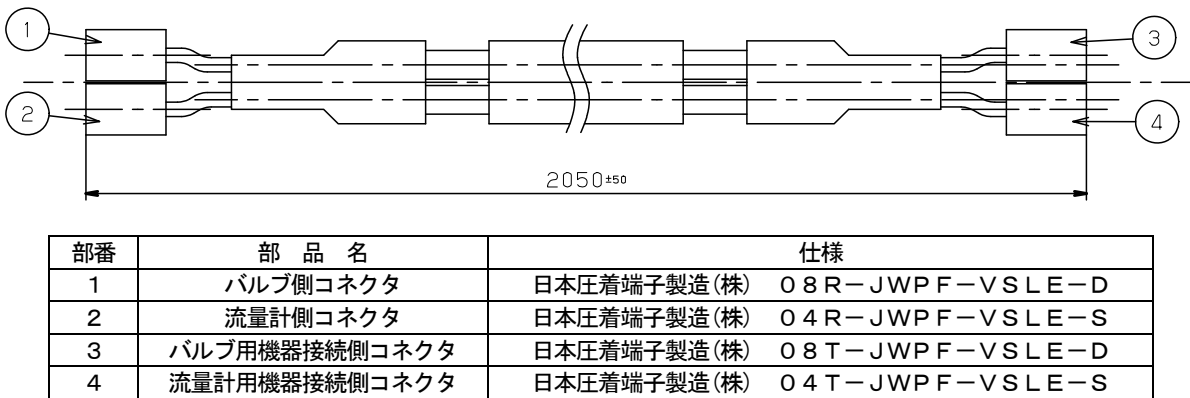 1
3
2
4
2050±50
部番 部 品 名 仕様
1 バルブ側コネクタ 日本圧着端子製造(株) 08R-JWPF-VSLE-D
2 流量計側コネクタ 日本圧着端子製造(株) 04R-JWPF-VSLE-S
3 バルブ用機器接続側コネクタ 日本圧着端子製造(株) 08T-JWPF-VSLE-D
4 流量計用機器接続側コネクタ 日本圧着端子製造(株) 04T-JWPF-VSLE-S